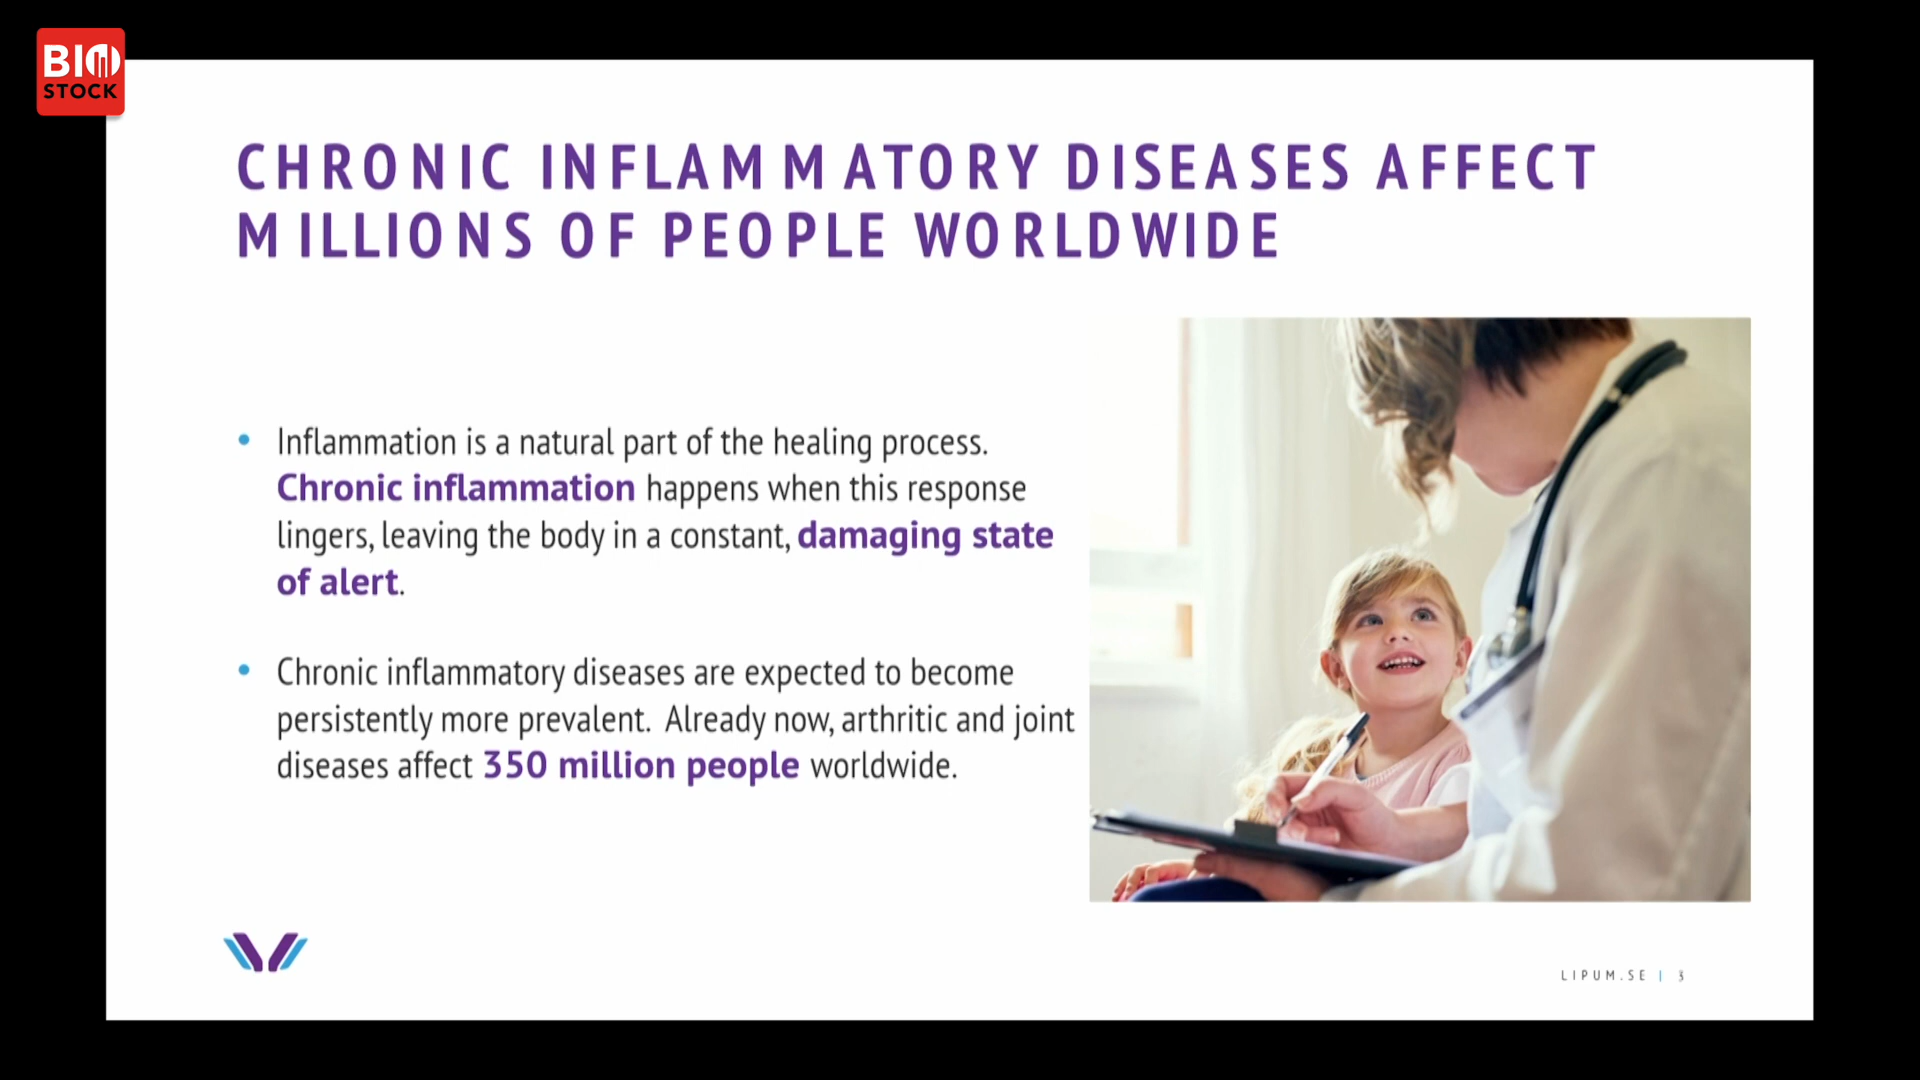 BIO
STOCK
CHRONIC INFLAMMATORY DISEASES AFFECT
MILLIONS OF PEOPLE WORLDWIDE
• Inflammation is a natural part of the healing process.
Chronic inflammation happens when this response
lingers, leaving the body in a constant, damaging state
of alert.
• Chronic inflammatory diseases are expected to become
persistently more prevalent.  Already now, arthritic and joint
diseases affect 350 million people worldwide.
LIPUM.SE | 3